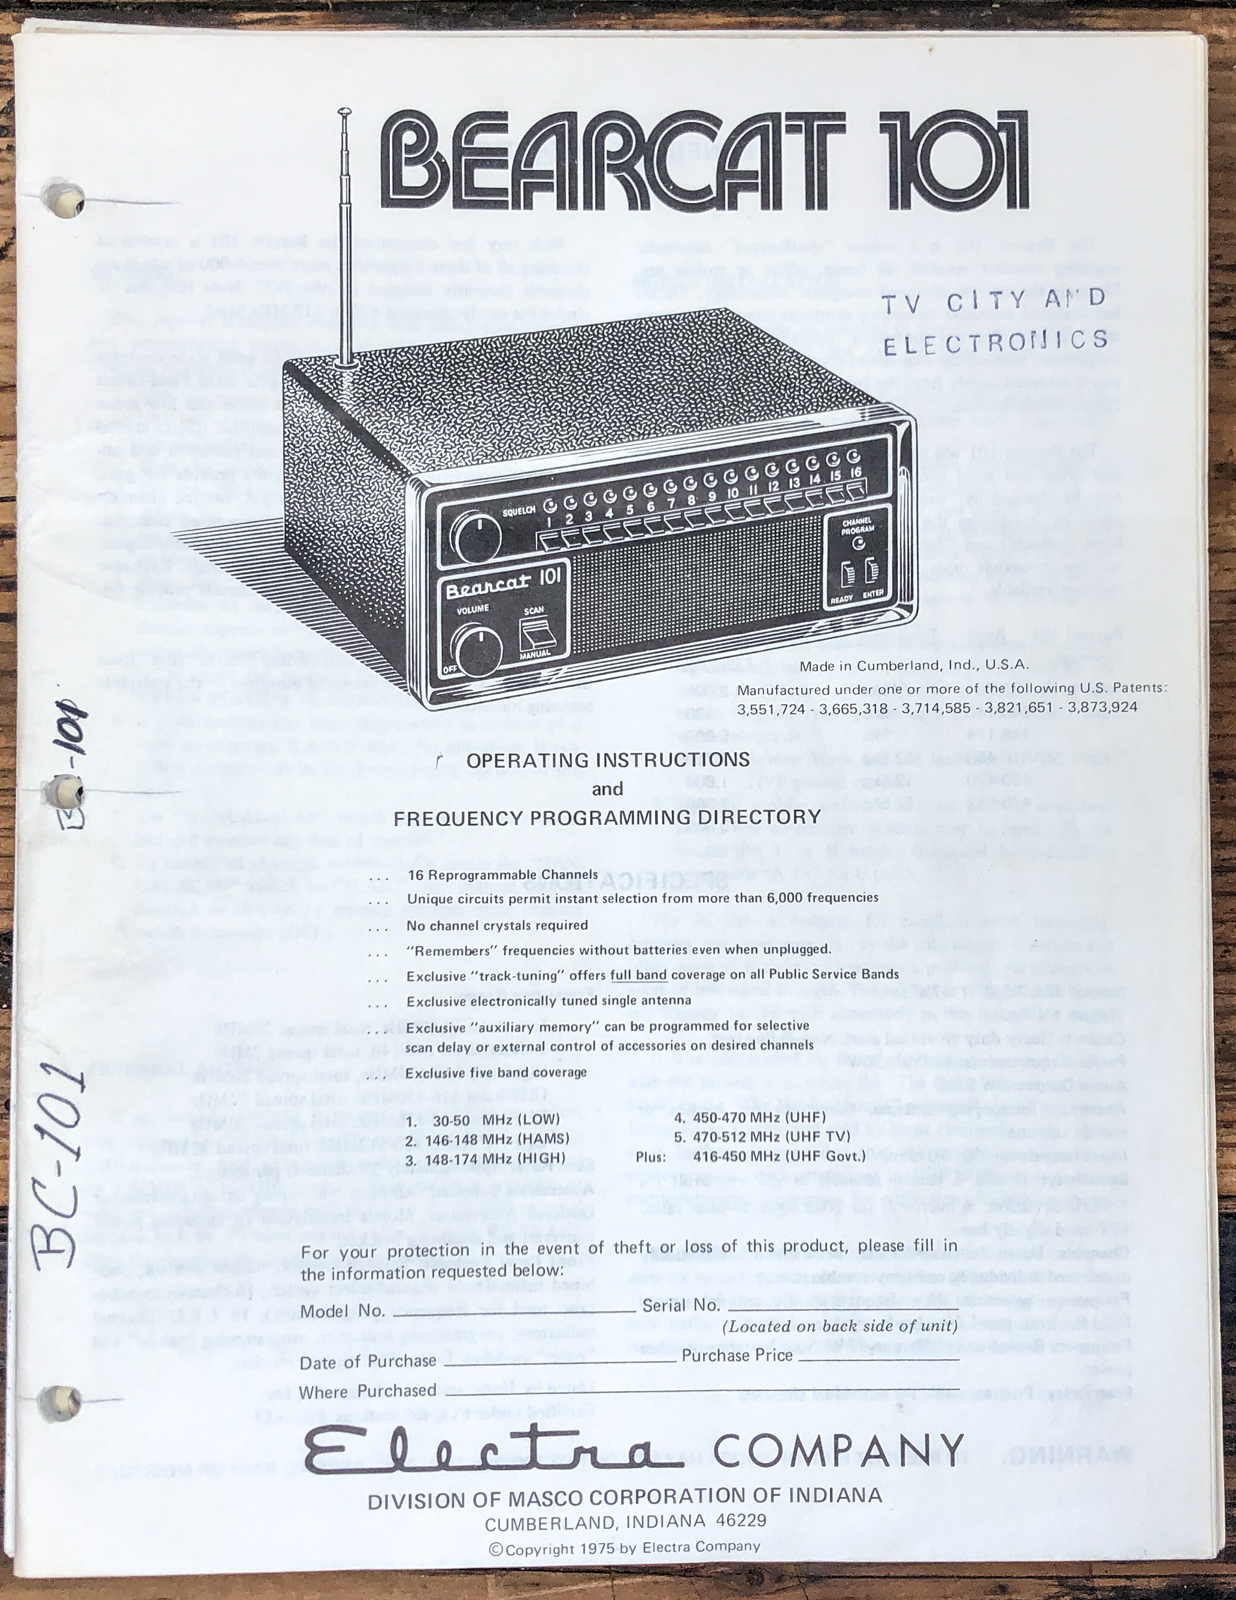 BEARCAT 101
TV CITY AND
ELECTRONICS
SQUELCH
1 2 3 4 5 6 7 8 9 10 11 12 13 14 15 16
CHANNEL
PROGRAM
READY ENTER
Bearcat 101
VOLUME
SCAN
OFF
MANUAL
Made in Cumberland, Ind., U.S.A.
Manufactured under one or more of the following U.S. Patents:
3,551,724 - 3,665,318 - 3,714,585 - 3,821,651 - 3,873,924
OPERATING INSTRUCTIONS
and
FREQUENCY PROGRAMMING DIRECTORY
... 16 Reprogrammable Channels
... Unique circuits permit instant selection from more than 6,000 frequencies
... No channel crystals required
... "Remembers" frequencies without batteries even when unplugged.
... Exclusive "track-tuning" offers full band coverage on all Public Service Bands
... Exclusive electronically tuned single antenna
... Exclusive "auxiliary memory" can be programmed for selective
scan delay or external control of accessories on desired channels
... Exclusive five band coverage
1. 30-50 MHz (LOW)
2. 146-148 MHz (HAMS)
3. 148-174 MHz (HIGH)
4. 450-470 MHz (UHF)
5. 470-512 MHz (UHF TV)
Plus: 416-450 MHz (UHF Govt.)
For your protection in the event of theft or loss of this product, please fill in
the information requested below:
Model No. Serial No.
(Located on back side of unit)
Date of Purchase Purchase Price
Where Purchased
Electra COMPANY
DIVISION OF MASCO CORPORATION OF INDIANA
CUMBERLAND, INDIANA 46229
©Copyright 1975 by Electra Company
BC-101